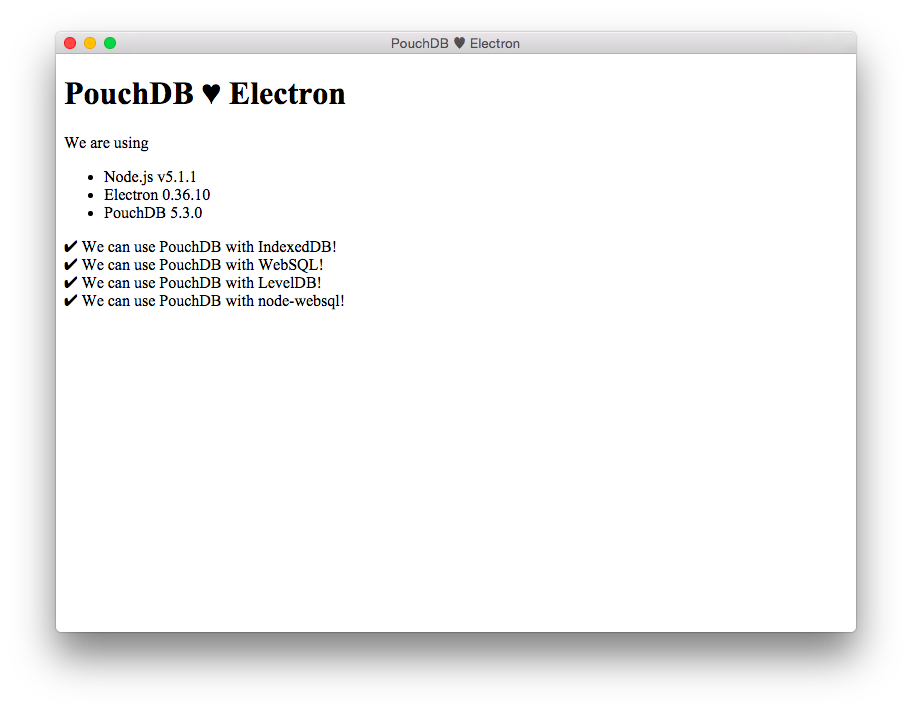 PouchDB ♥ Electron
PouchDB ♥ Electron
We are using
• Node.js v5.1.1
• Electron 0.36.10
• PouchDB 5.3.0
✔ We can use PouchDB with IndexedDB!
✔ We can use PouchDB with WebSQL!
✔ We can use PouchDB with LevelDB!
✔ We can use PouchDB with node-websql!